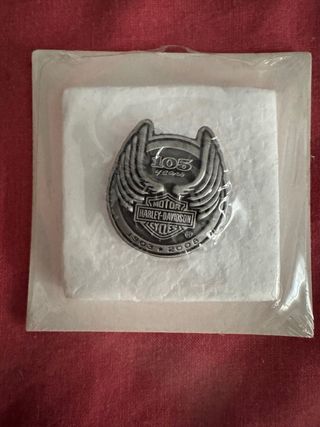 105
years
MOTOR
HARLEY-DAVIDSON
CYCLES
®
1903 ★ 2008